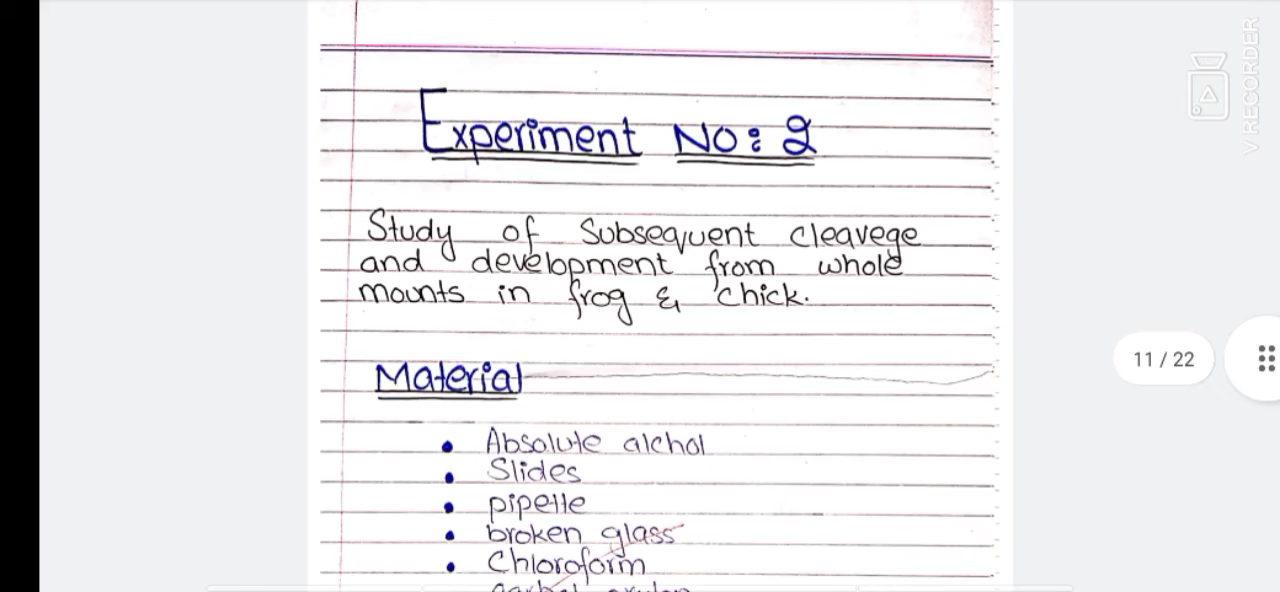 Experiment No: 2
Study of Subsequent cleavege
and development from whole
mounts in frog & chick.
Material
• Absolute alchol
• Slides
• pipette
• broken glass
• Chloroform
11 / 22
VRECORDER